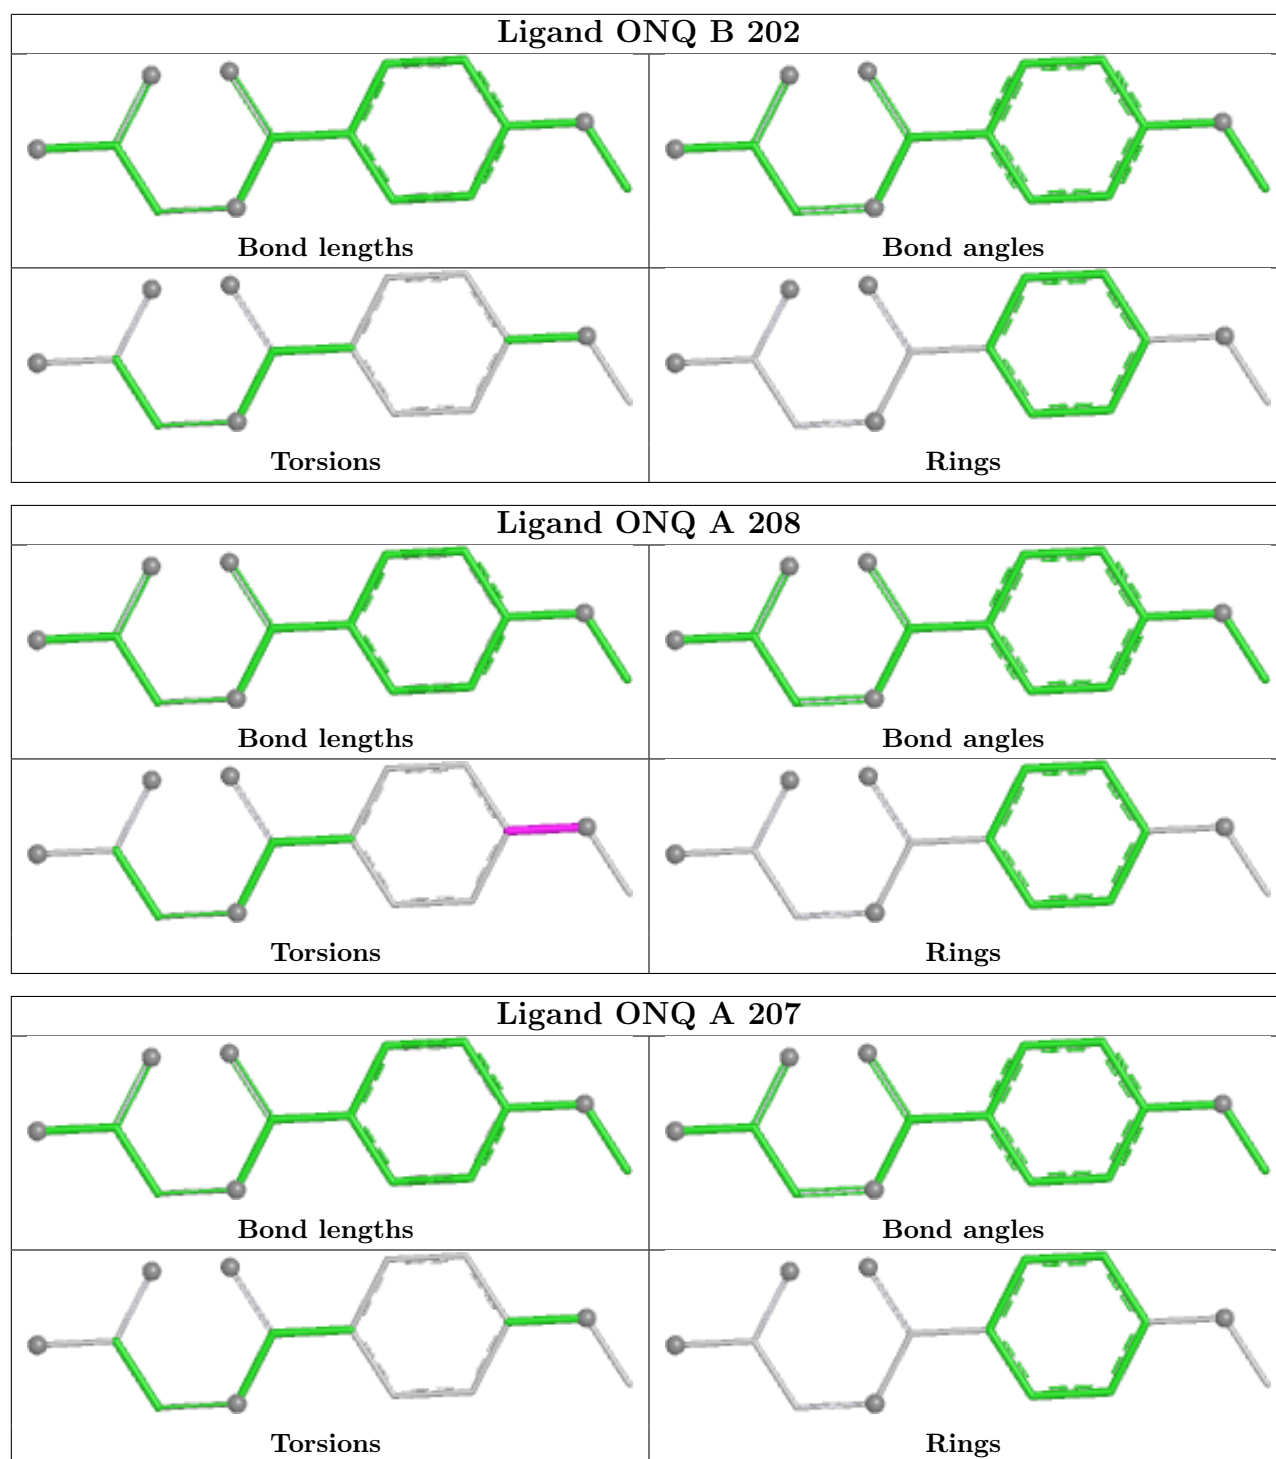 Ligand ONQ B 202
Bond lengths
Bond angles
Torsions
Rings
Ligand ONQ A 208
Bond lengths
Bond angles
Torsions
Rings
Ligand ONQ A 207
Bond lengths
Bond angles
Torsions
Rings